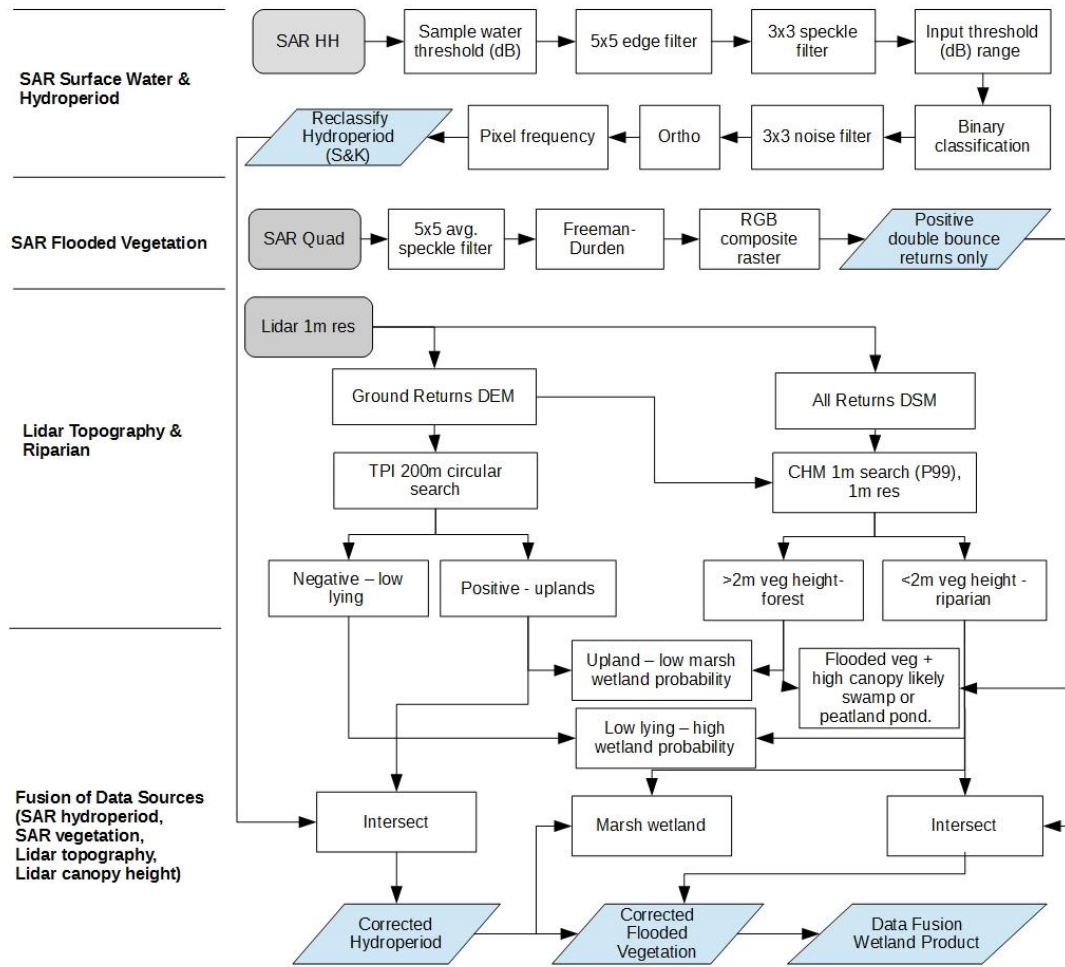 SAR Surface Water &
Hydroperiod
SAR HH
Sample water
threshold (dB)
5x5 edge filter
3x3 speckle
filter
Input threshold
(dB) range
Reclassify
Hydroperiod
(S&K)
Pixel frequency
Ortho
3x3 noise filter
Binary
classification
SAR Flooded Vegetation
SAR Quad
5x5 avg.
speckle filter
Freeman-
Durden
RGB
composite
raster
Positive
double bounce
returns only
Lidar Topography &
Riparian
Lidar 1m res
Ground Returns DEM
All Returns DSM
TPI 200m circular
search
CHM 1m search (P99),
1m res
Negative – low
lying
Positive - uplands
>2m veg height-
forest
<2m veg height -
riparian
Upland – low marsh
wetland probability
Flooded veg +
high canopy likely
swamp or
peatland pond.
Low lying – high
wetland probability
Fusion of Data Sources
(SAR hydroperiod,
SAR vegetation,
Lidar topography,
Lidar canopy height)
Intersect
Marsh wetland
Intersect
Corrected
Hydroperiod
Corrected
Flooded
Vegetation
Data Fusion
Wetland Product